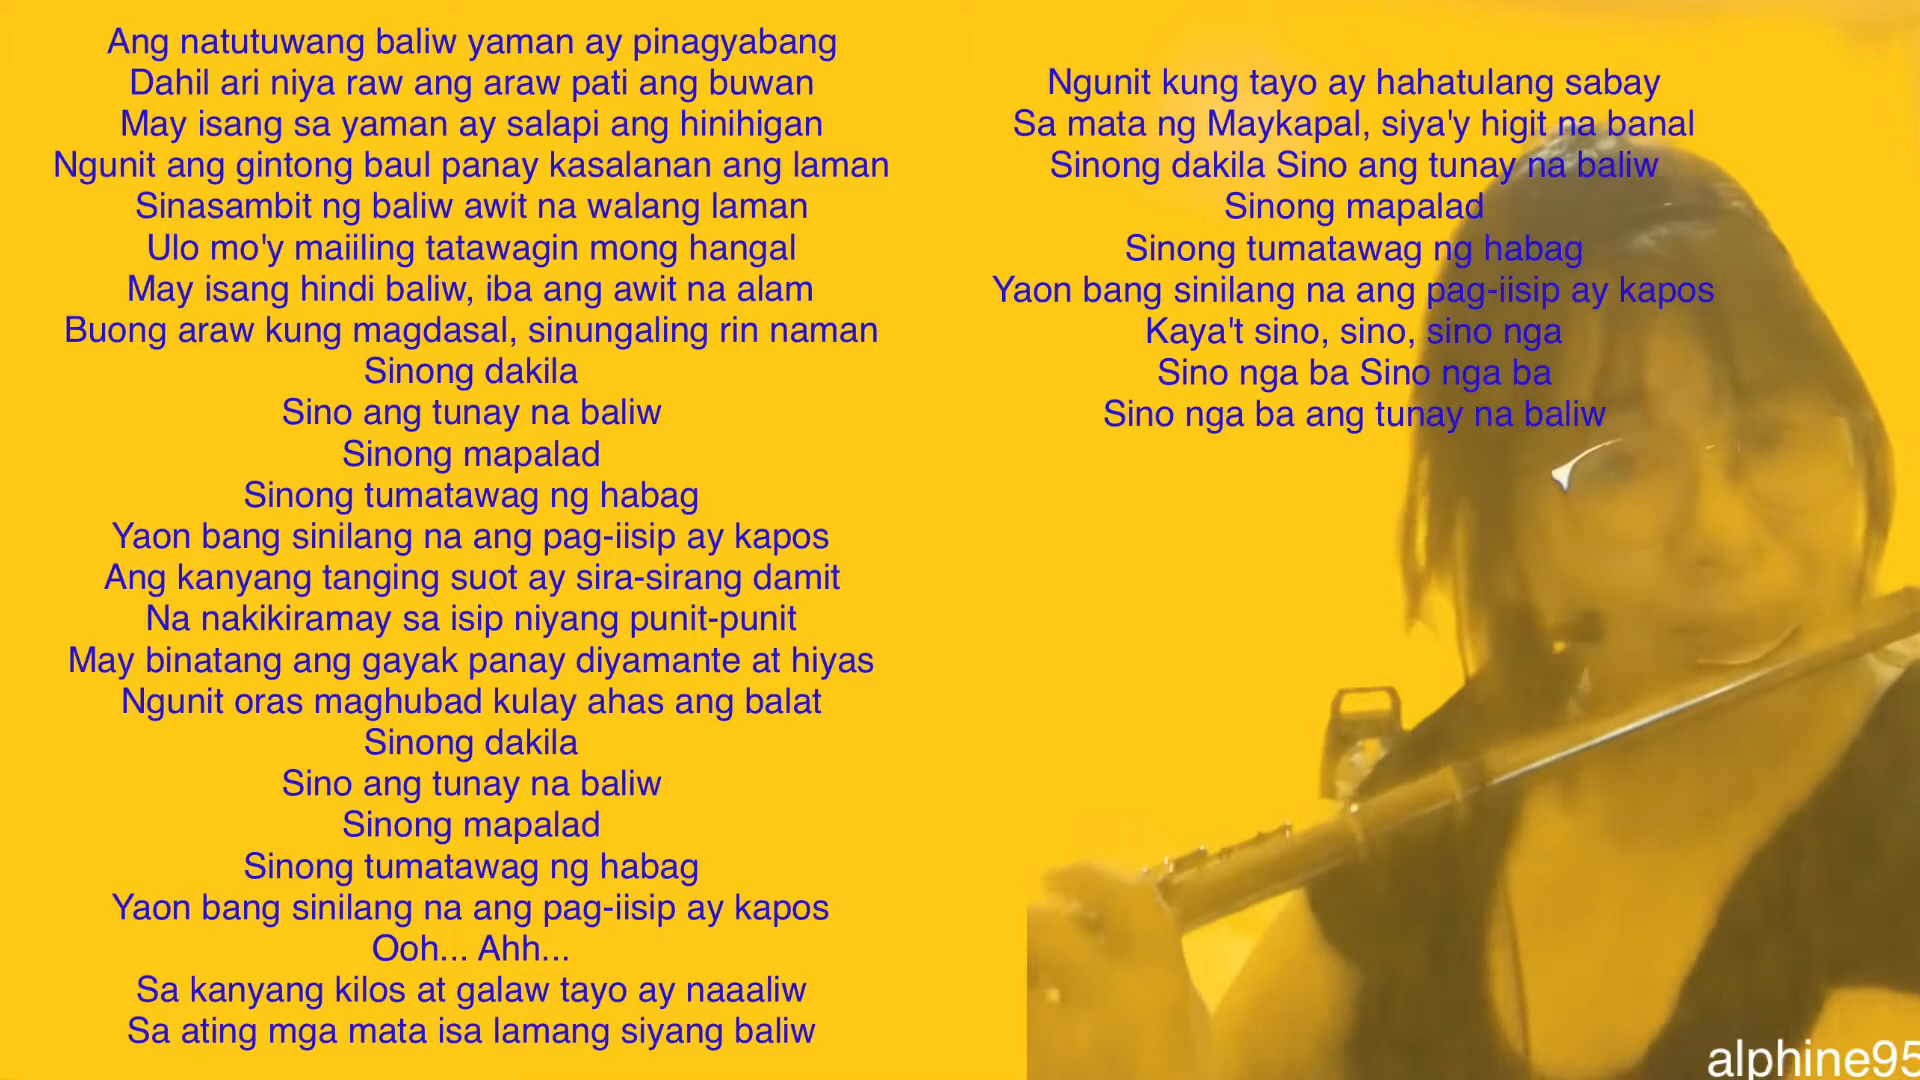 Ang natutuwang baliw yaman ay pinagyabang
Dahil ari niya raw ang araw pati ang buwan
May isang sa yaman ay salapi ang hinihigan
Ngunit ang gintong baul panay kasalanan ang laman
Sinasambit ng baliw awit na walang laman
Ulo mo'y maiiling tatawagin mong hangal
May isang hindi baliw, iba ang awit na alam
Buong araw kung magdasal, sinungaling rin naman
Sinong dakila
Sino ang tunay na baliw
Sinong mapalad
Sinong tumatawag ng habag
Yaon bang sinilang na ang pag-iisip ay kapos
Ang kanyang tanging suot ay sira-sirang damit
Na nakikiramay sa isip niyang punit-punit
May binatang ang gayak panay diyamante at hiyas
Ngunit oras maghubad kulay ahas ang balat
Sinong dakila
Sino ang tunay na baliw
Sinong mapalad
Sinong tumatawag ng habag
Yaon bang sinilang na ang pag-iisip ay kapos
Ooh... Ahh...
Sa kanyang kilos at galaw tayo ay naaaliw
Sa ating mga mata isa lamang siyang baliw
Ngunit kung tayo ay hahatulang sabay
Sa mata ng Maykapal, siya'y higit na banal
Sinong dakila Sino ang tunay na baliw
Sinong mapalad
Sinong tumatawag ng habag
Yaon bang sinilang na ang pag-iisip ay kapos
Kaya't sino, sino, sino nga
Sino nga ba Sino nga ba
Sino nga ba ang tunay na baliw
alphine95